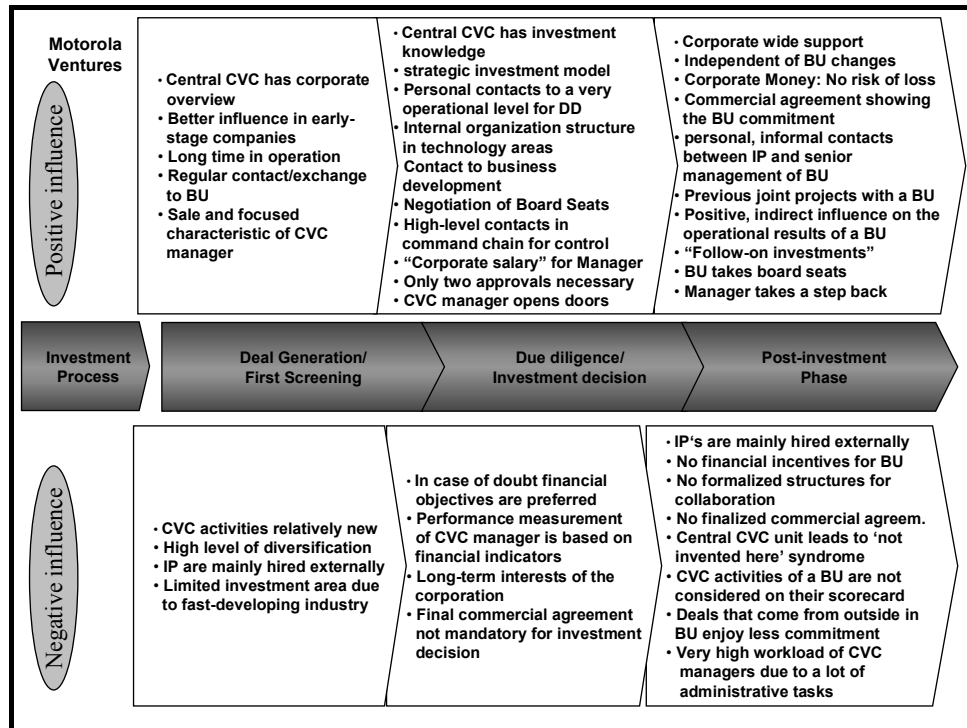 Motorola
Ventures
Positive influence
• Central CVC has corporate
overview
• Better influence in early-
stage companies
• Long time in operation
• Regular contact/exchange
to BU
• Sale and focused
characteristic of CVC
manager
• Central CVC has investment
knowledge
• strategic investment model
• Personal contacts to a very
operational level for DD
• Internal organization structure
in technology areas
Contact to business
development
• Negotiation of Board Seats
• High-level contacts in
command chain for control
• “Corporate salary” for Manager
• Only two approvals necessary
• CVC manager opens doors
• Corporate wide support
• Independent of BU changes
• Corporate Money: No risk of loss
• Commercial agreement showing
the BU commitment
• personal, informal contacts
between IP and senior
management of BU
• Previous joint projects with a BU
• Positive, indirect influence on the
operational results of a BU
• “Follow-on investments”
• BU takes board seats
• Manager takes a step back
Investment
Process
Deal Generation/
First Screening
Due diligence/
Investment decision
Post-investment
Phase
Negative influence
• CVC activities relatively new
• High level of diversification
• IP are mainly hired externally
• Limited investment area due
to fast-developing industry
• In case of doubt financial
objectives are preferred
• Performance measurement
of CVC manager is based on
financial indicators
• Long-term interests of the
corporation
• Final commercial agreement
not mandatory for investment
decision
• IP‘s are mainly hired externally
• No financial incentives for BU
• No formalized structures for
collaboration
• No finalized commercial agreem.
• Central CVC unit leads to ‘not
invented here’ syndrome
• CVC activities of a BU are not
considered on their scorecard
• Deals that come from outside in
BU enjoy less commitment
• Very high workload of CVC
managers due to a lot of
administrative tasks